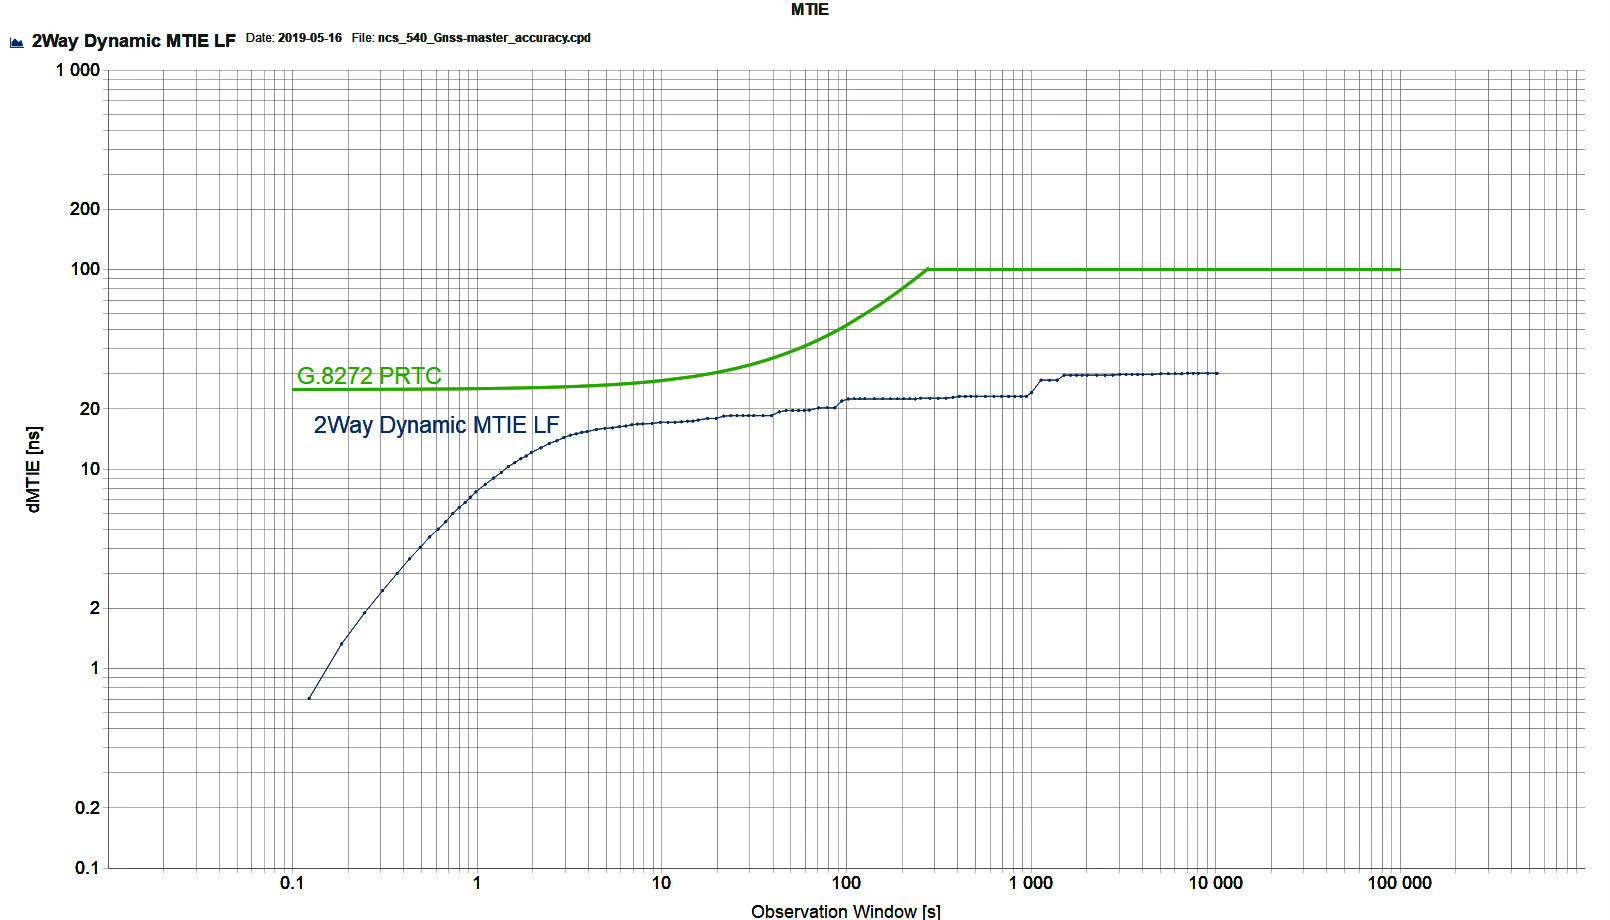 MTIE
2Way Dynamic MTIE LF Date: 2019-05-16 File: ncs_540_Gnss-master_accuracy.cpd
1 000
200
100
G.8272 PRTC
20
2Way Dynamic MTIE LF
dMTIE [ns]
10
2
1
0.2
0.1
0.1 1 10 100 1 000 10 000 100 000
Observation Window [s]